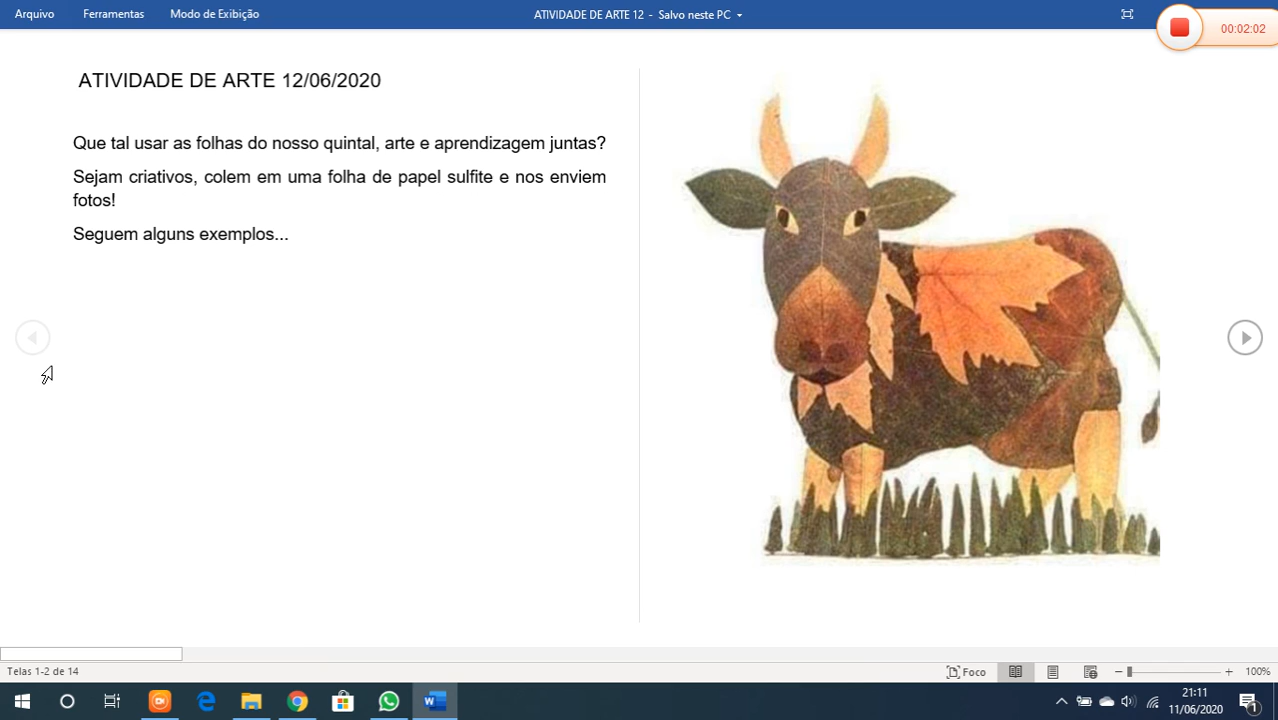 Arquivo Ferramentas Modo de Exibição ATIVIDADE DE ARTE 12 - Salvo neste PC
00:02:02
ATIVIDADE DE ARTE 12/06/2020
Que tal usar as folhas do nosso quintal, arte e aprendizagem juntas?
Sejam criativos, colem em uma folha de papel sulfite e nos enviem
fotos!
Seguem alguns exemplos...
Telas 1-2 de 14 Foco 100%
21:11
11/06/2020
1